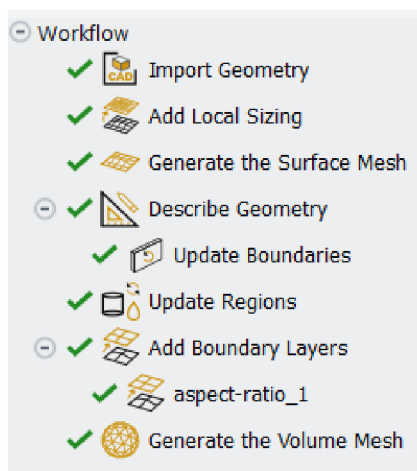 Workflow
CAD Import Geometry
Add Local Sizing
Generate the Surface Mesh
Describe Geometry
Update Boundaries
Update Regions
Add Boundary Layers
aspect-ratio_1
Generate the Volume Mesh